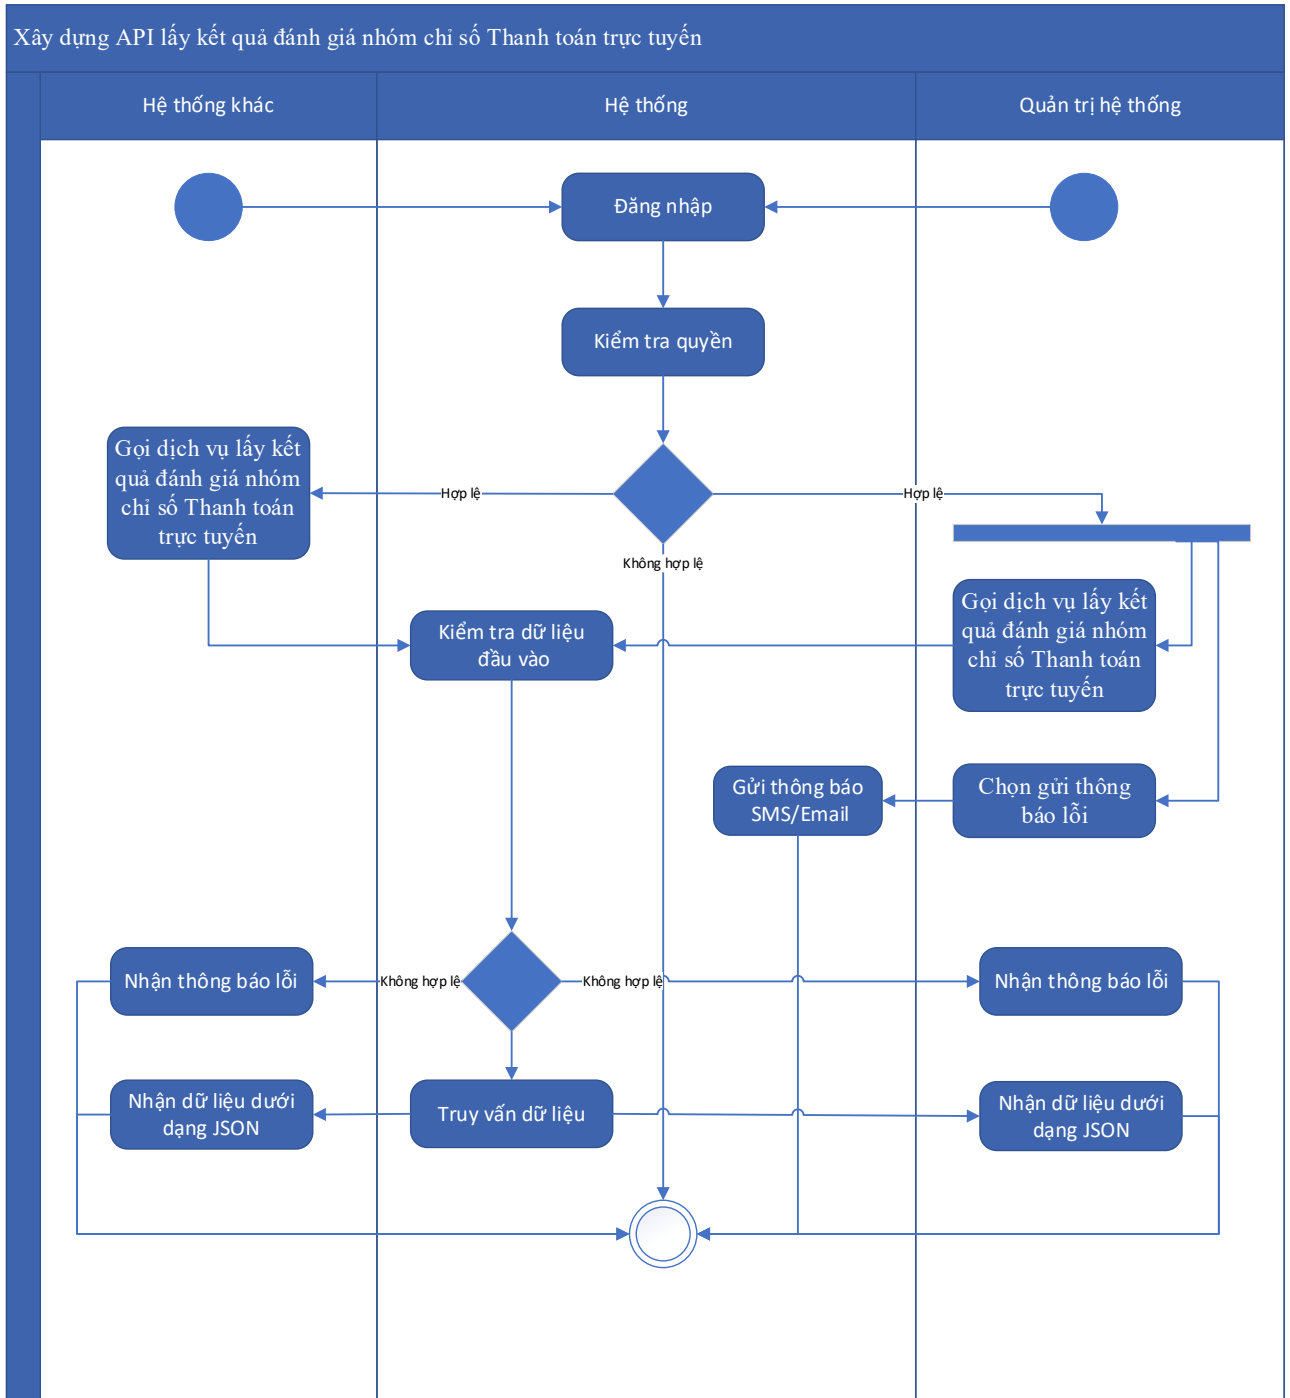 Xây dựng API lấy kết quả đánh giá nhóm chỉ số Thanh toán trực tuyến
Hệ thống khác
Hệ thống
Quản trị hệ thống
Đăng nhập
Kiểm tra quyền
Gọi dịch vụ lấy kết
quả đánh giá nhóm
chỉ số Thanh toán
trực tuyến
Hợp lệ
Hợp lệ
Không hợp lệ
Kiểm tra dữ liệu
đầu vào
Gọi dịch vụ lấy kết
quả đánh giá nhóm
chỉ số Thanh toán
trực tuyến
Gửi thông báo
SMS/Email
Chọn gửi thông
báo lỗi
Nhận thông báo lỗi
Không hợp lệ
Không hợp lệ
Nhận thông báo lỗi
Nhận dữ liệu dưới
dạng JSON
Truy vấn dữ liệu
Nhận dữ liệu dưới
dạng JSON